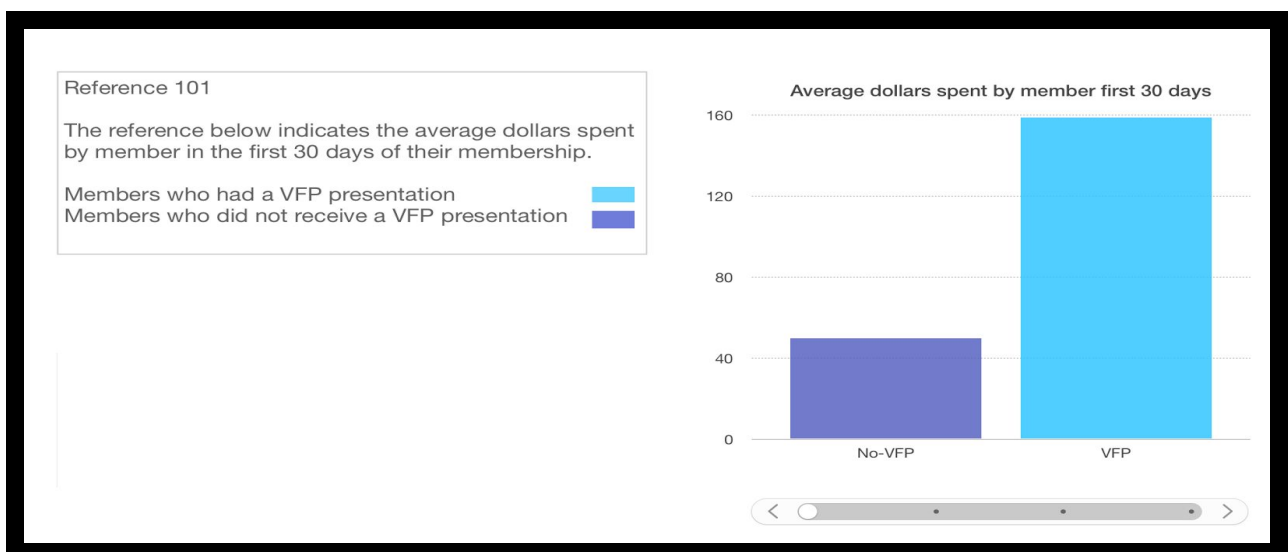 Reference 101
The reference below indicates the average dollars spent
by member in the first 30 days of their membership.
Members who had a VFP presentation
Members who did not receive a VFP presentation
Average dollars spent by member first 30 days
160
120
80
40
0
No-VFP VFP